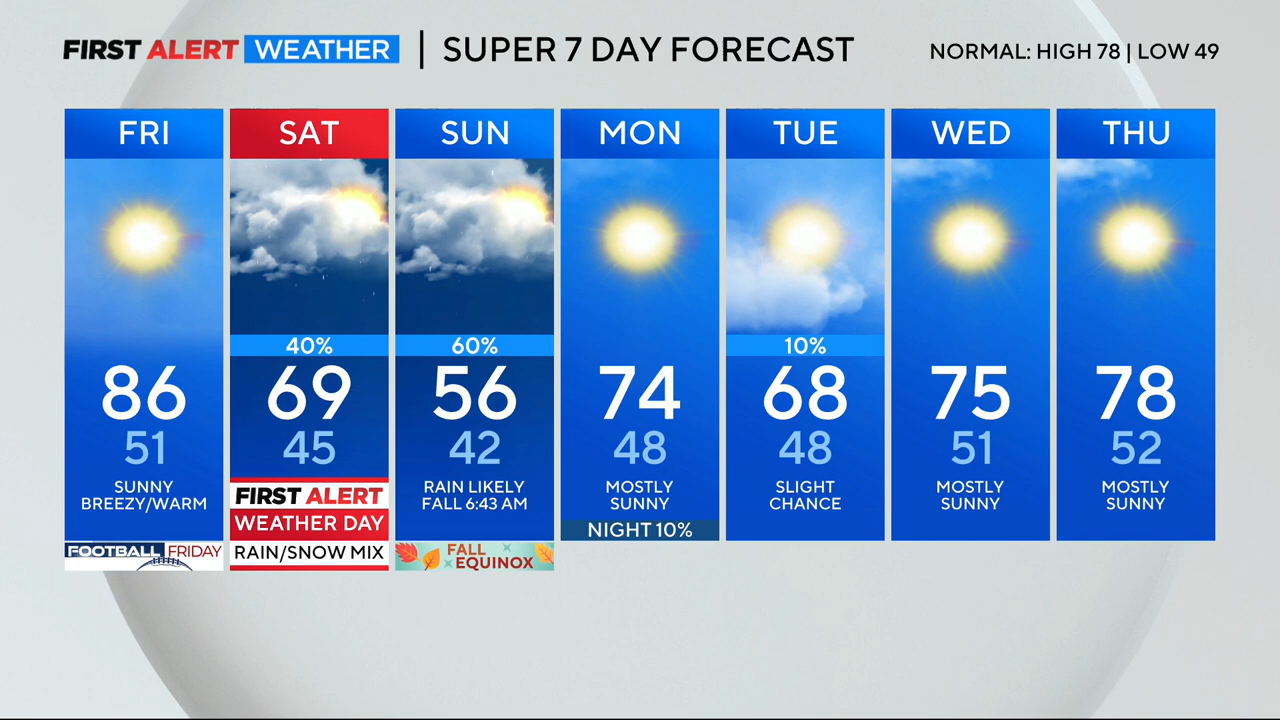 FIRST ALERT WEATHER | SUPER 7 DAY FORECAST
NORMAL: HIGH 78 | LOW 49
FRI
86
51
SUNNY
BREEZY/WARM
FOOTBALL FRIDAY
SAT
40%
69
45
FIRST ALERT
WEATHER DAY
RAIN/SNOW MIX
SUN
60%
56
42
RAIN LIKELY
FALL 6:43 AM
FALL
EQUINOX
MON
74
48
MOSTLY
SUNNY
NIGHT 10%
TUE
10%
68
48
SLIGHT
CHANCE
WED
75
51
MOSTLY
SUNNY
THU
78
52
MOSTLY
SUNNY